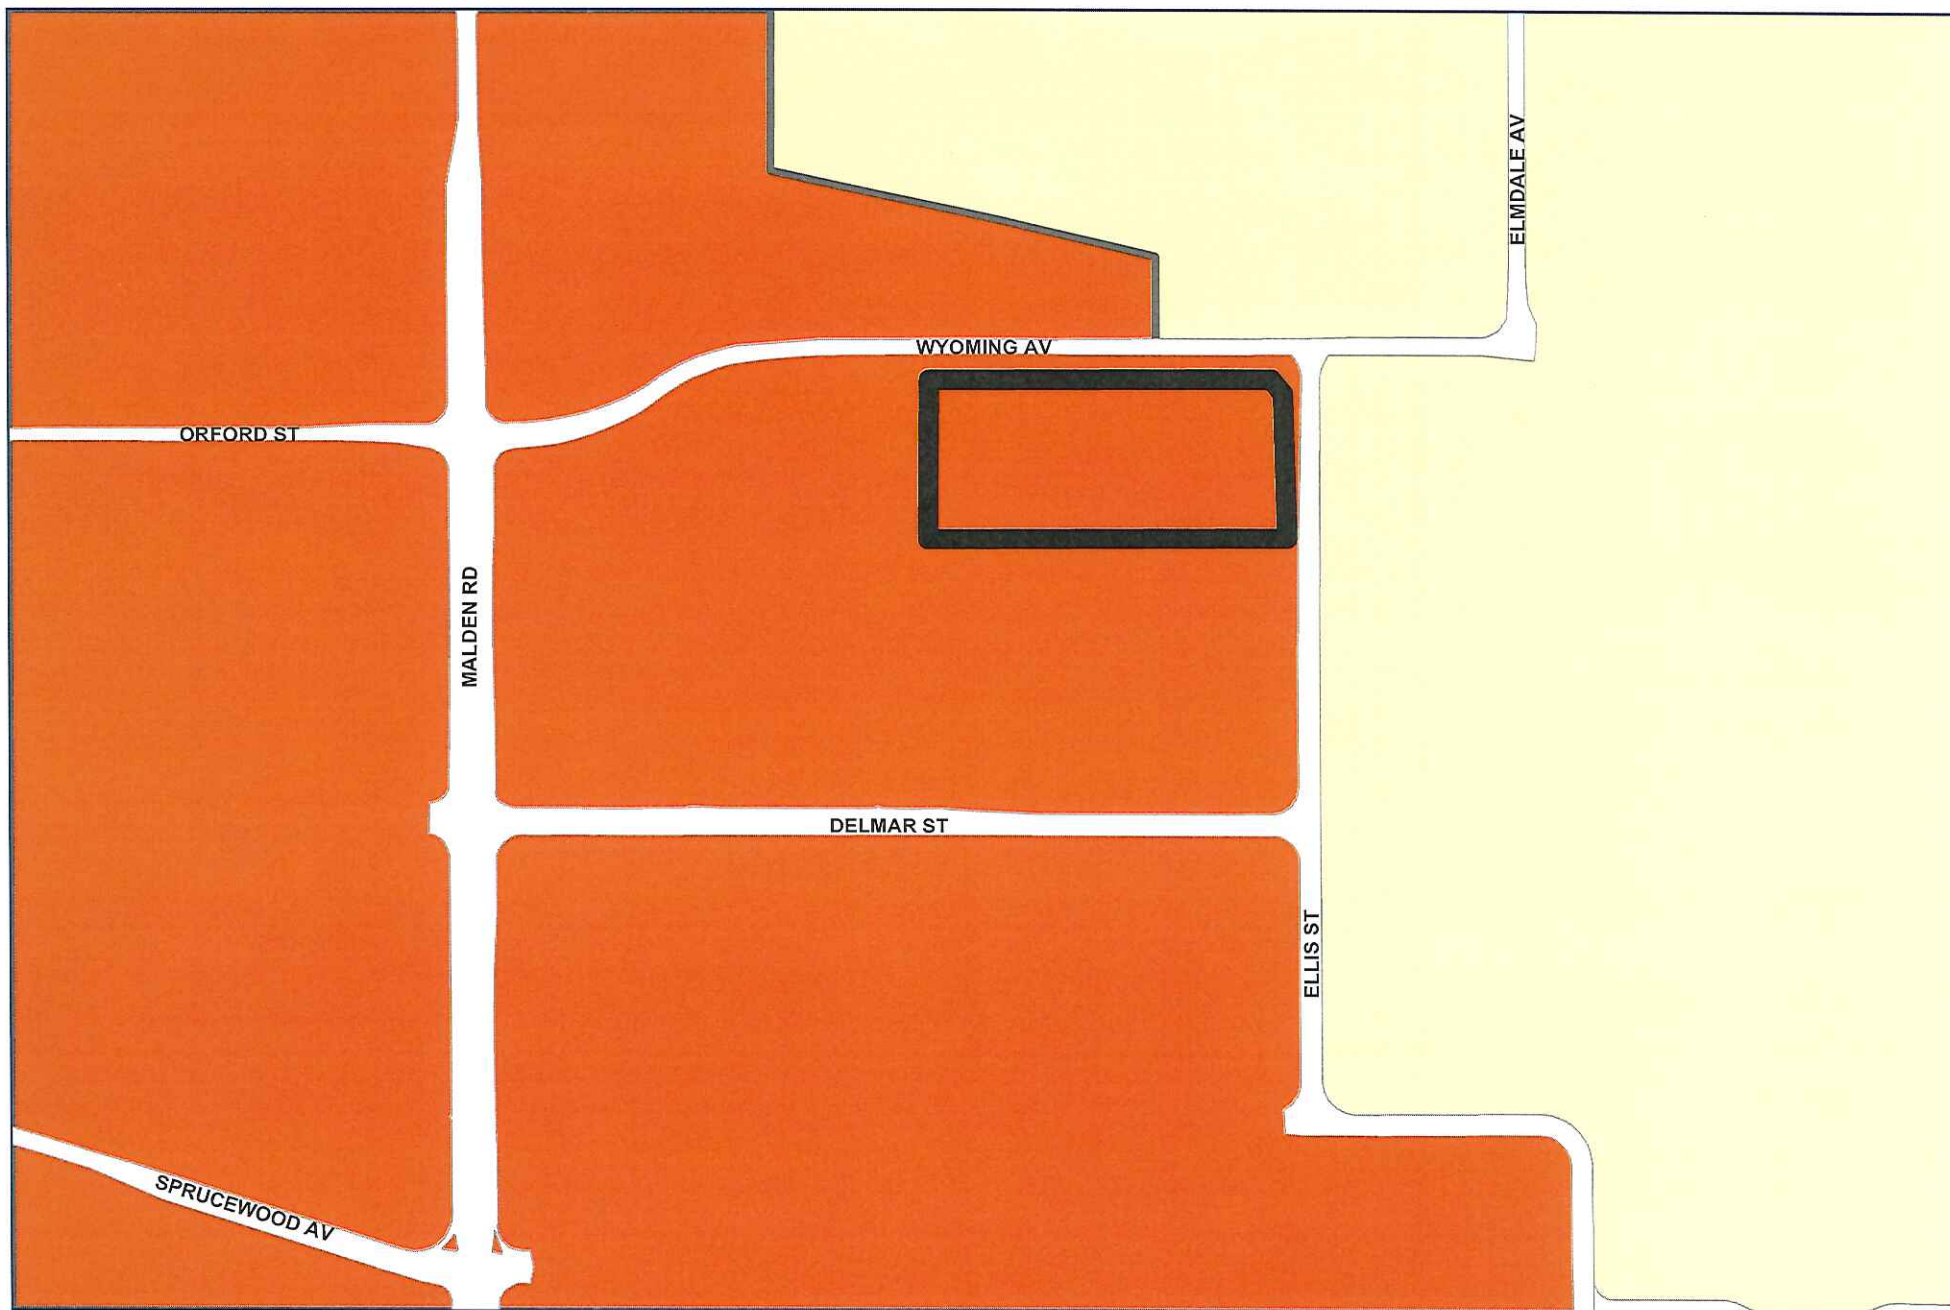 ELMDALE AV
WYOMING AV
ORFORD ST
MALDEN RD
DELMAR ST
ELLIS ST
SPRUCEWOOD AV